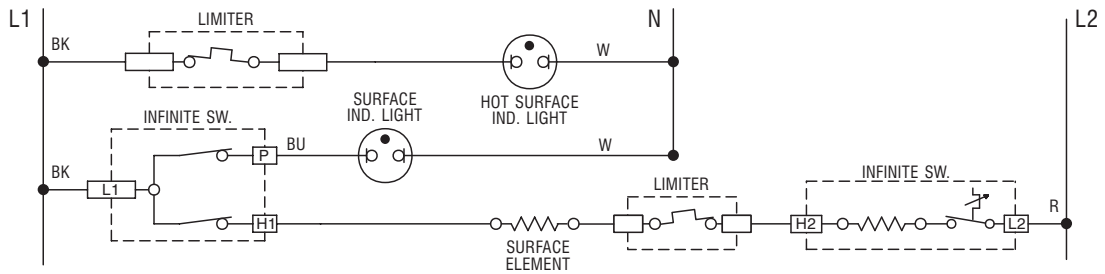 L1
LIMITER
N
L2
BK
W
HOT SURFACE
IND. LIGHT
SURFACE
IND. LIGHT
INFINITE SW.
P
BU
W
BK
L1
H1
SURFACE
ELEMENT
LIMITER
INFINITE SW.
H2
L2
R